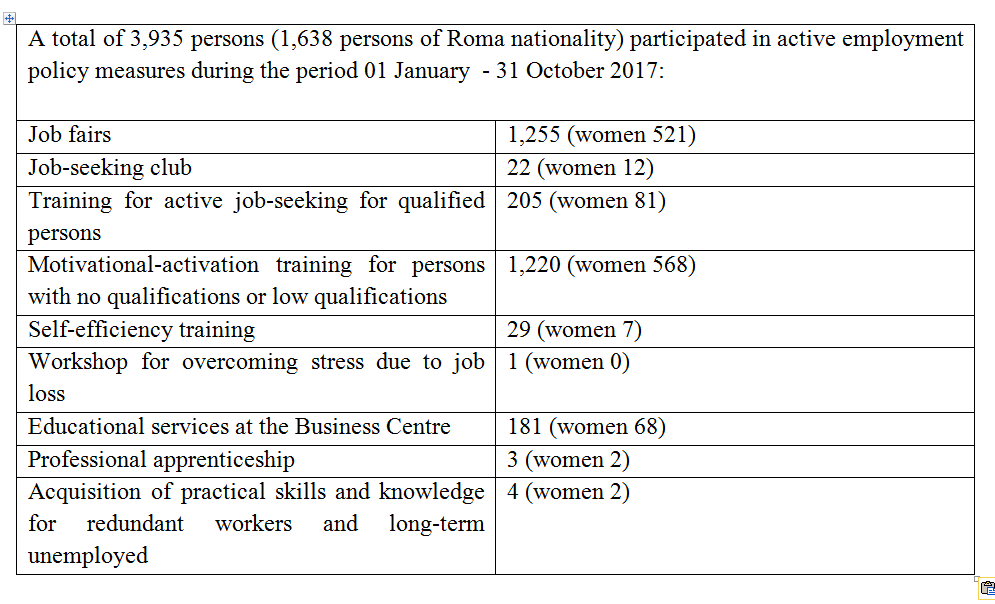 A total of 3,935 persons (1,638 persons of Roma nationality) participated in active employment
policy measures during the period 01 January - 31 October 2017:
Job fairs
1,255 (women 521)
Job-seeking club
22 (women 12)
Training for active job-seeking for qualified
persons
205 (women 81)
Motivational-activation training for persons
with no qualifications or low qualifications
1,220 (women 568)
Self-efficiency training
29 (women 7)
Workshop for overcoming stress due to job
loss
1 (women 0)
Educational services at the Business Centre
181 (women 68)
Professional apprenticeship
3 (women 2)
Acquisition of practical skills and knowledge
for redundant workers and long-term
unemployed
4 (women 2)